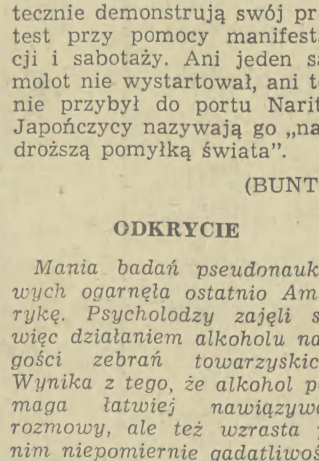 tecznie demonstrują swój pr
test przy pomocy manifest
cji i sabotaży. Ani jeden s
molot nie wystartował, ani t
nie przybył do portu Narit
Japończycy nazywają go „na
droższą pomyłką świata”.
(BUNT
ODKRYCIE
Mania badań pseudonauk
wych ogarnęła ostatnio Am
rykę. Psycholodzy zajęli s
więc działaniem alkoholu na
gości zebrań towarzyskic
Wynika z tego, że alkohol p
maga łatwiej nawiązyw
rozmowy, ale też wzrasta
nim niepomiernie gadatliwoś